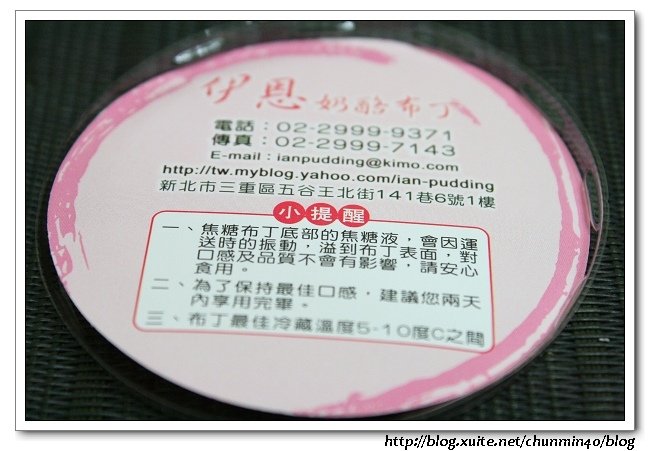 伊恩 奶酪布丁
電話：02-2999-9371
傳真：02-2999-7143
E-mail：ianpudding@kimo.com
http://tw.myblog.yahoo.com/ian-pudding
新北市三重區五谷王北街141巷6號1樓
小提醒
一、焦糖布丁底部的焦糖液，會因運
送時的振動，溢到布丁表面，對
口感及品質不會有影響，請安心
食用。
二、為了保持最佳口感，建議您兩天
內享用完畢。
三、布丁最佳冷藏溫度5-10度C之間
http://blog.xuite.net/chunmin40/blog